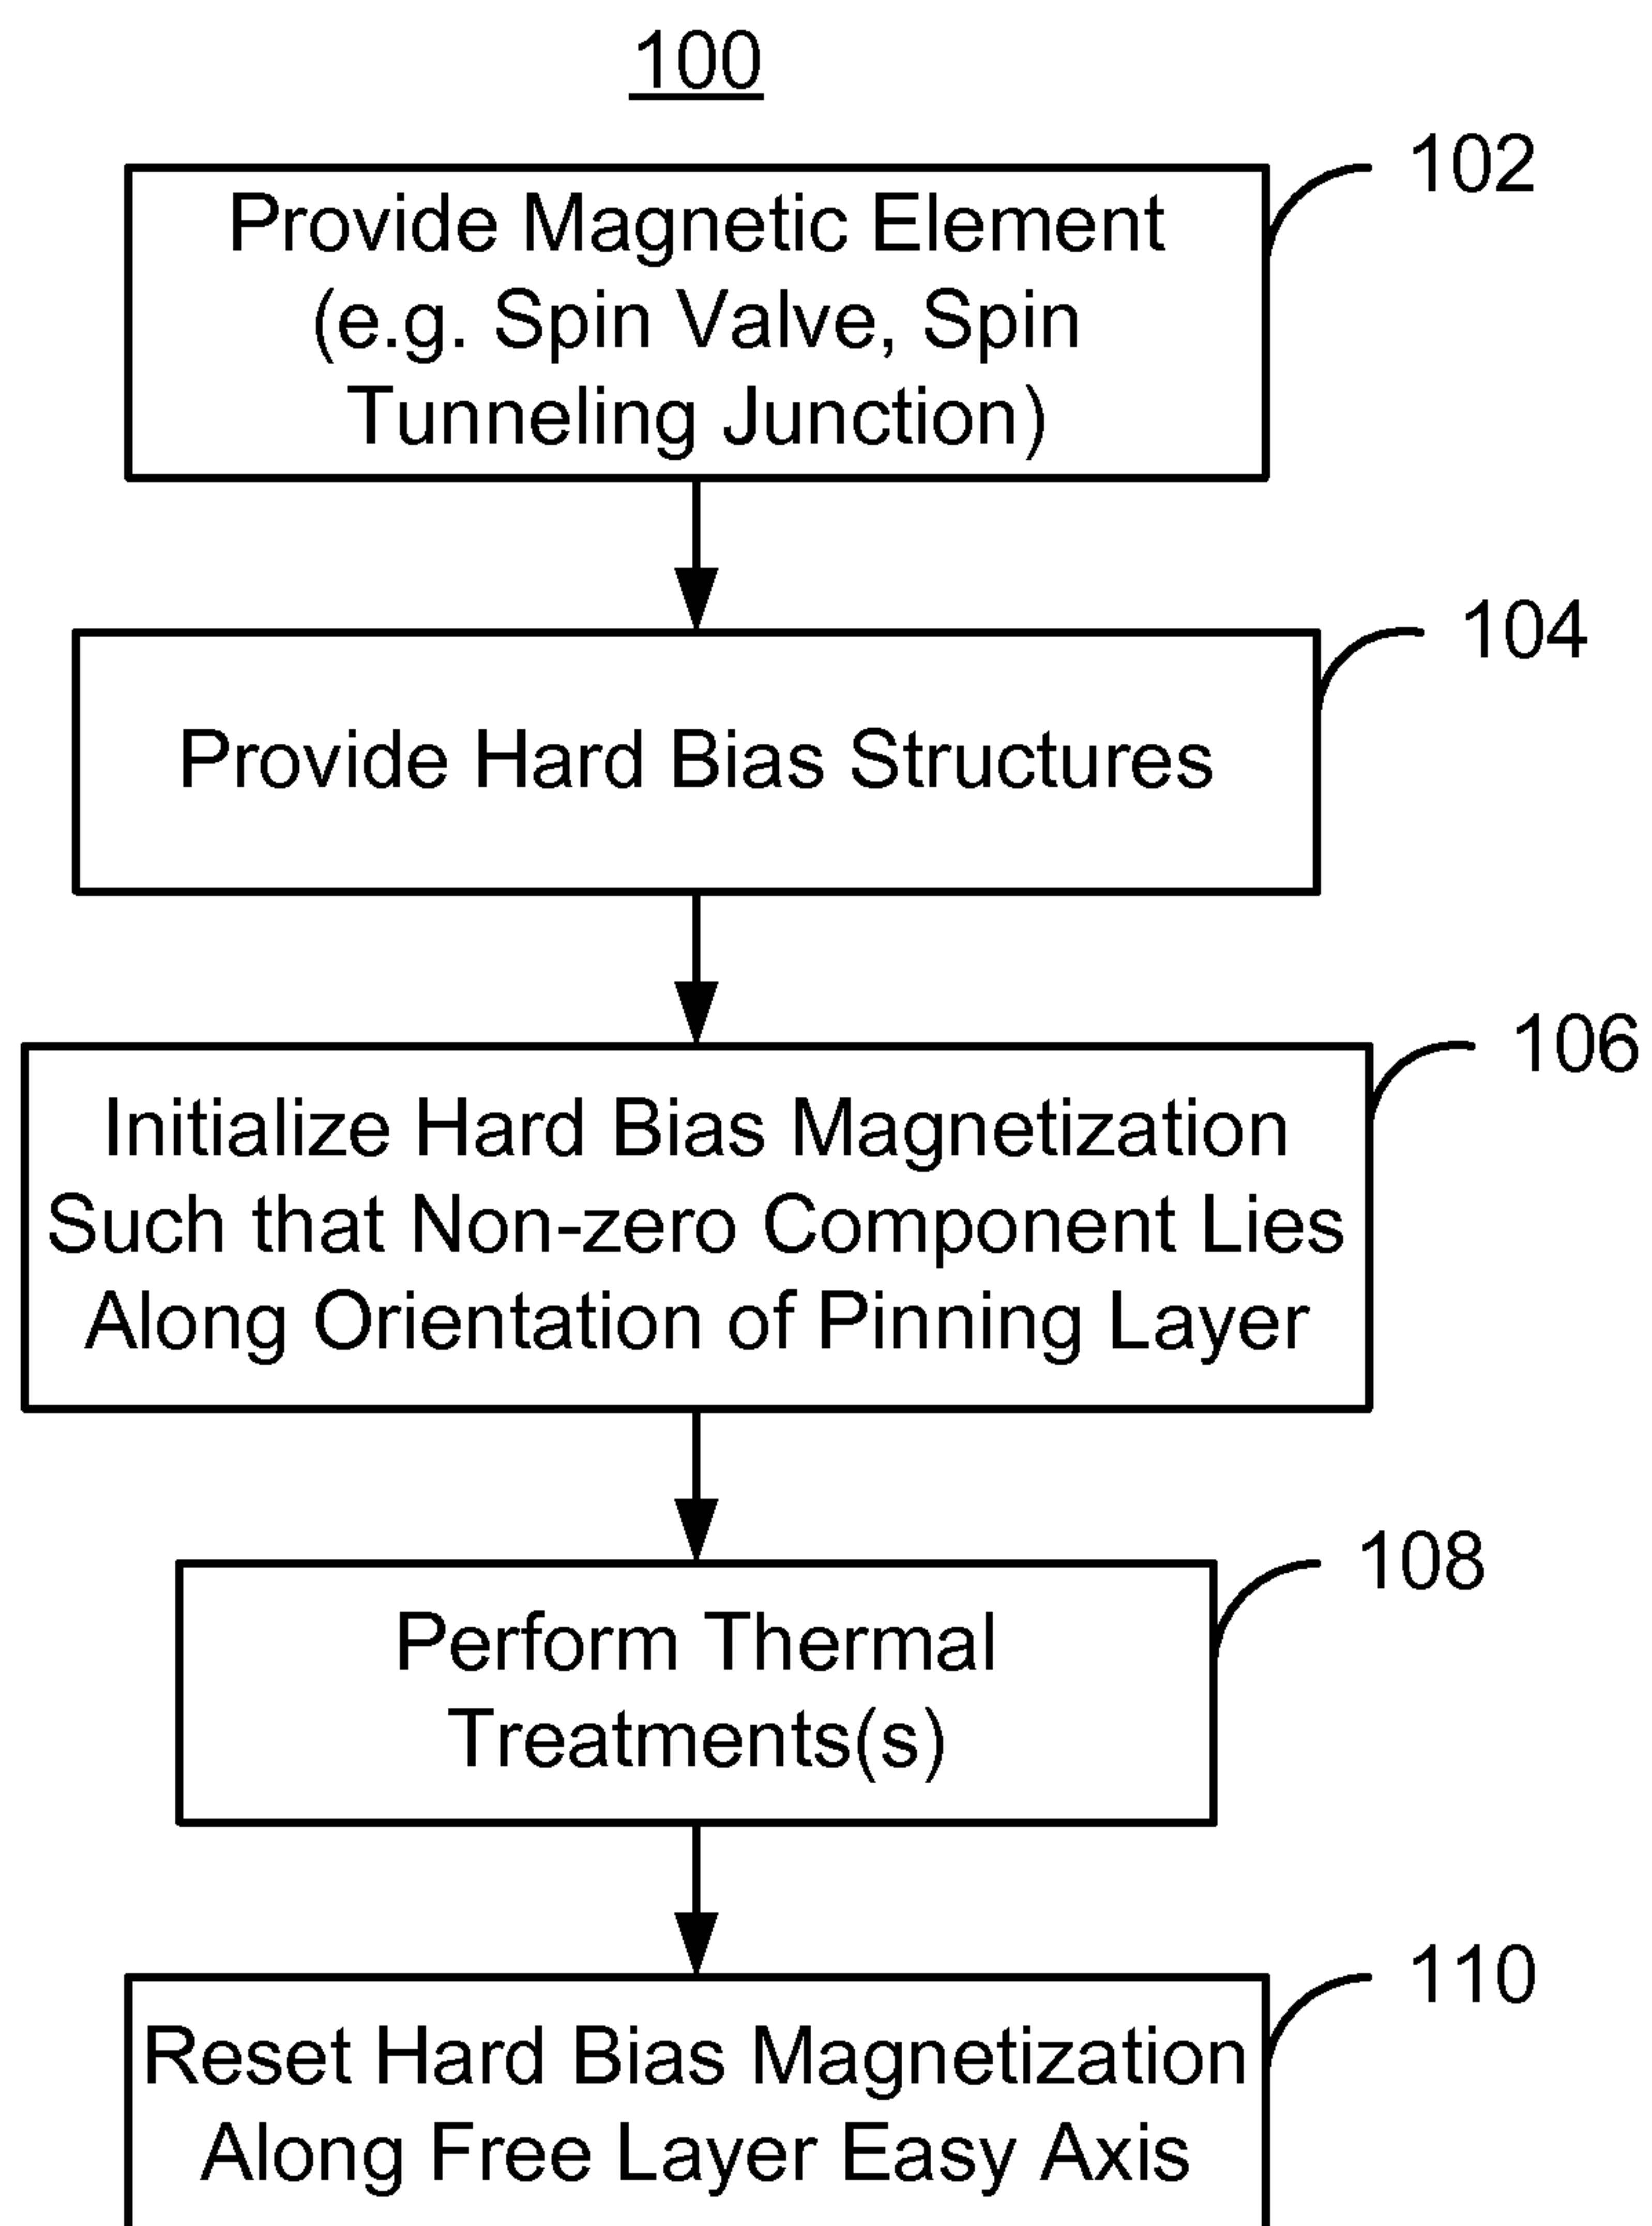 100
102
Provide Magnetic Element
(e.g. Spin Valve, Spin
Tunneling Junction)
104
Provide Hard Bias Structures
106
Initialize Hard Bias Magnetization
Such that Non-zero Component Lies
Along Orientation of Pinning Layer
108
Perform Thermal
Treatments(s)
110
Reset Hard Bias Magnetization
Along Free Layer Easy Axis